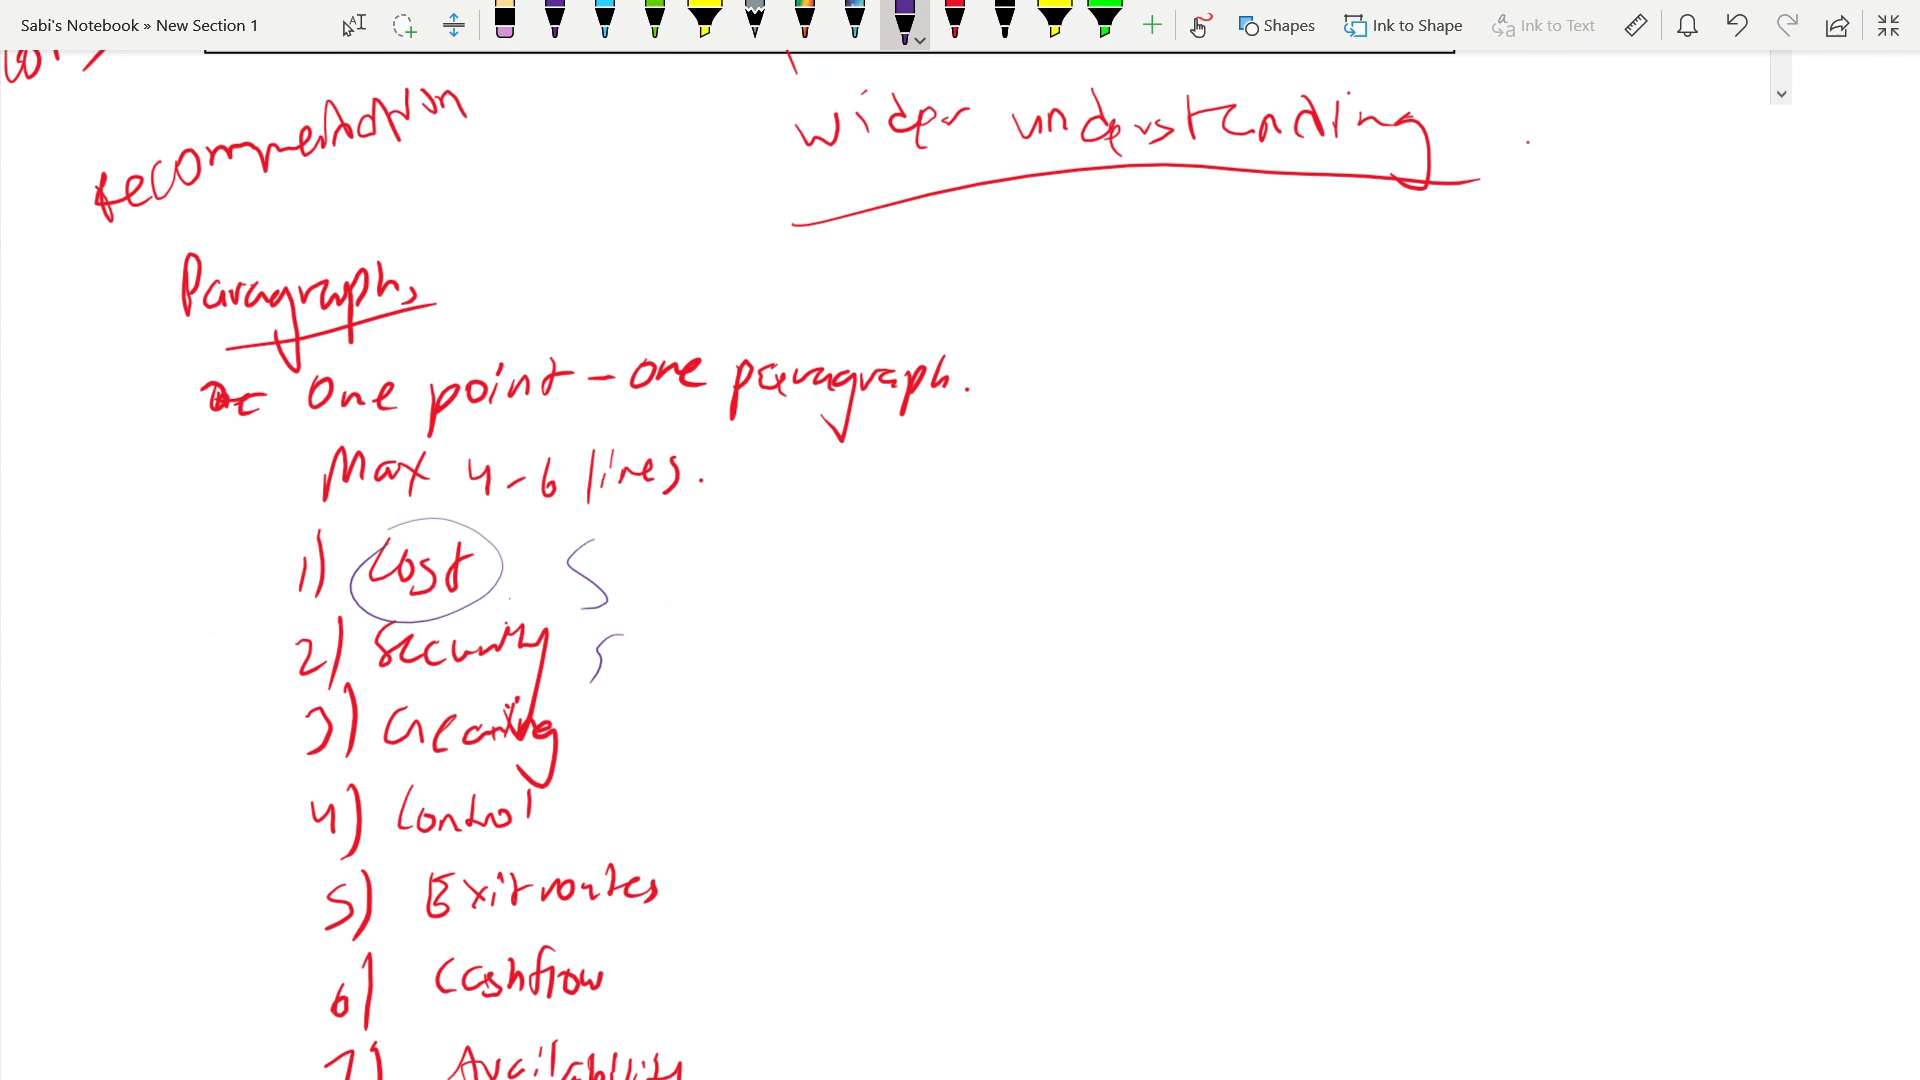 Sabi's Notebook » New Section 1
Shapes
Ink to Shape
Ink to Text
recommendation
wider understanding
Paragraphs
One point - one paragraph.
Max 4-6 lines.
1) Cost S
2) Security
3) Gearing
4) Control
5) Exit routes
6) Cashflow
7) Availability